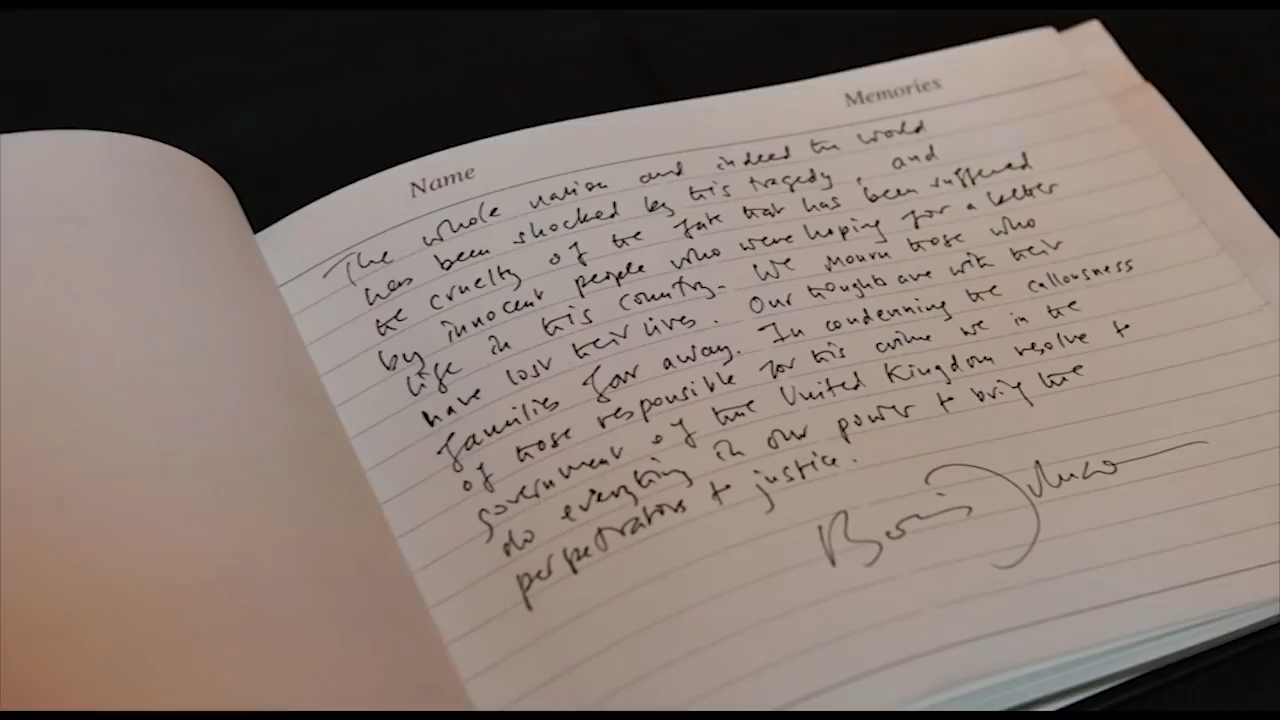 Name Memories
The whole nation and indeed the world
has been shocked by this tragedy, and
the cruelty of the fate that has been suffered
by innocent people who were hoping for a better
life in this country. We mourn those who
have lost their lives. Our thoughts are with their
families far away. In condemning the callousness
of those responsible for this crime we in the
government of the United Kingdom resolve to
do everything in our power to bring the
perpetrators to justice.
Boris Johnson